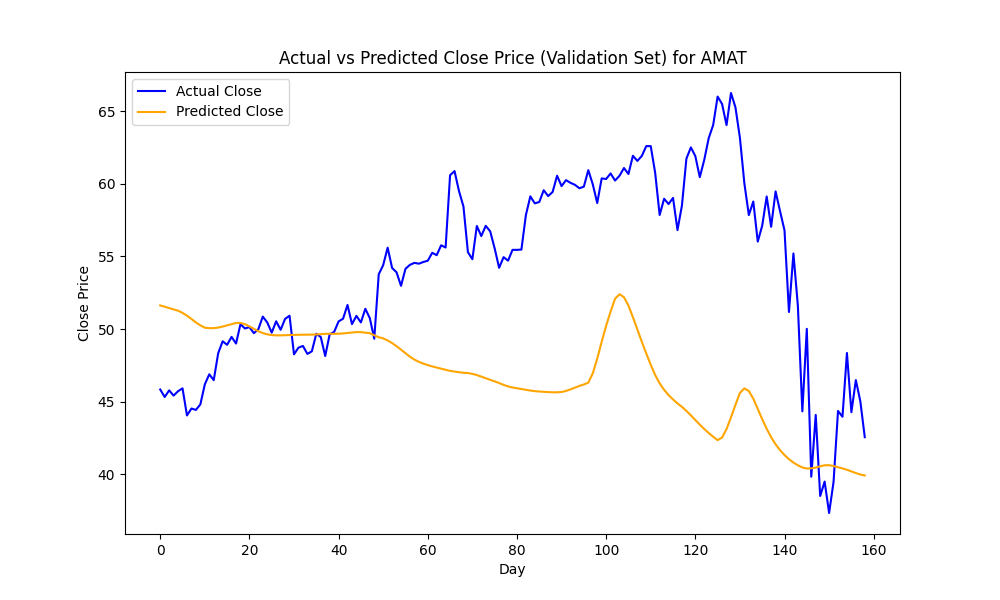 Actual vs Predicted Close Price (Validation Set) for AMAT
Actual Close
Predicted Close
Close Price
65
60
55
50
45
40
0 20 40 60 80 100 120 140 160
Day